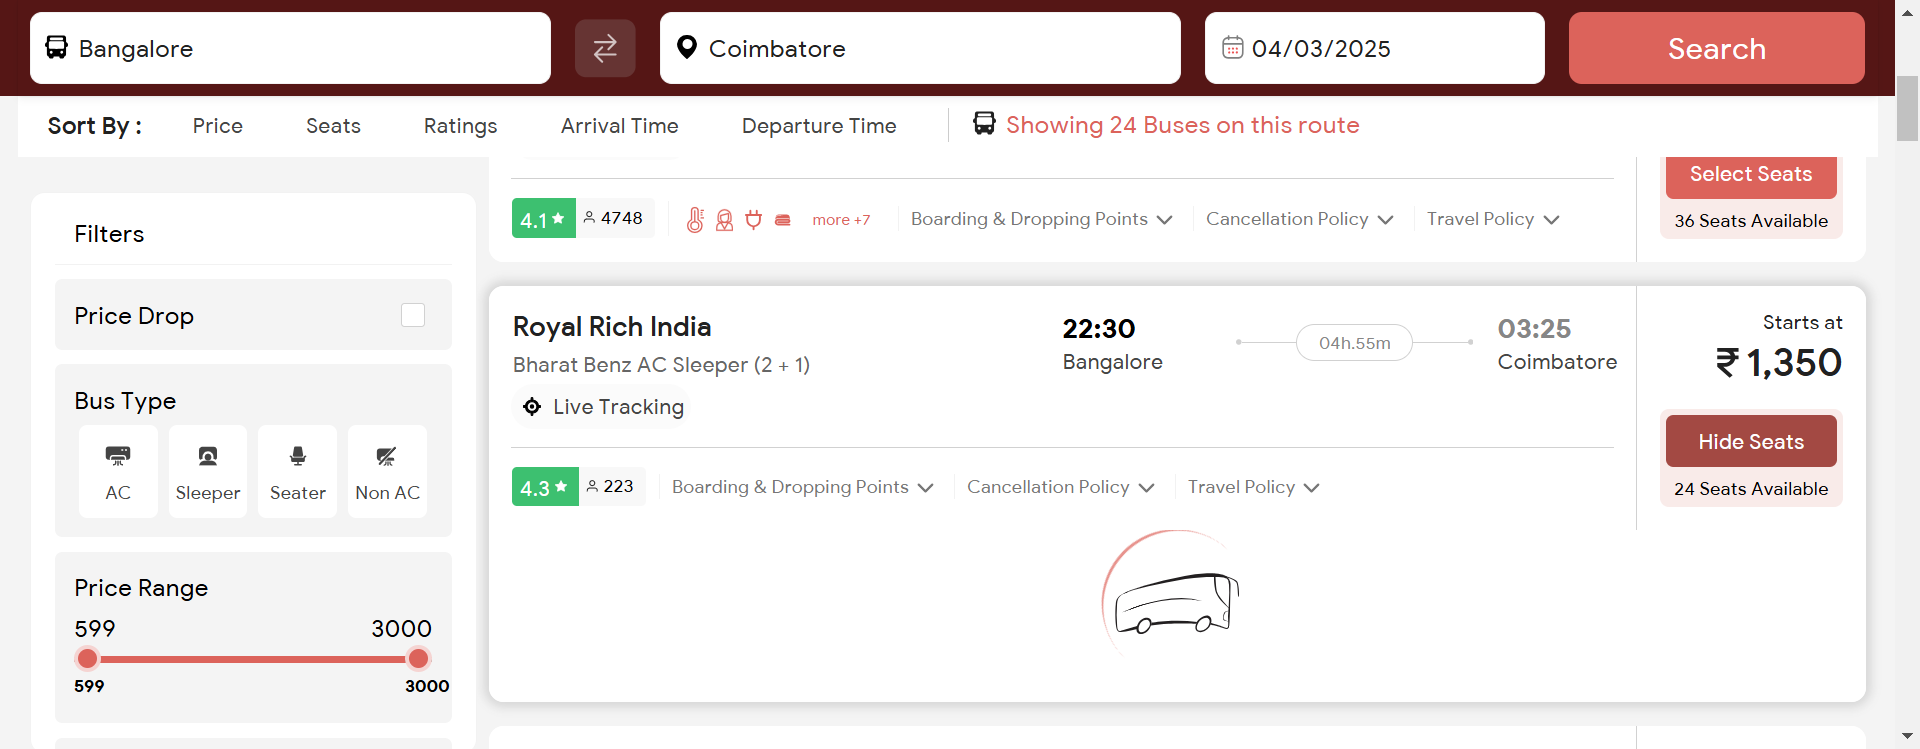 Bangalore
Coimbatore
04/03/2025
Search
Sort By :
Price
Seats
Ratings
Arrival Time
Departure Time
Showing 24 Buses on this route
Filters
Price Drop
Bus Type
AC
Sleeper
Seater
Non AC
Price Range
599
3000
599
3000
Select Seats
36 Seats Available
4.1
4748
more +7
Boarding & Dropping Points
Cancellation Policy
Travel Policy
Royal Rich India
Bharat Benz AC Sleeper (2 + 1)
Live Tracking
22:30
Bangalore
04h.55m
03:25
Coimbatore
Starts at
₹ 1,350
Hide Seats
24 Seats Available
4.3
223
Boarding & Dropping Points
Cancellation Policy
Travel Policy